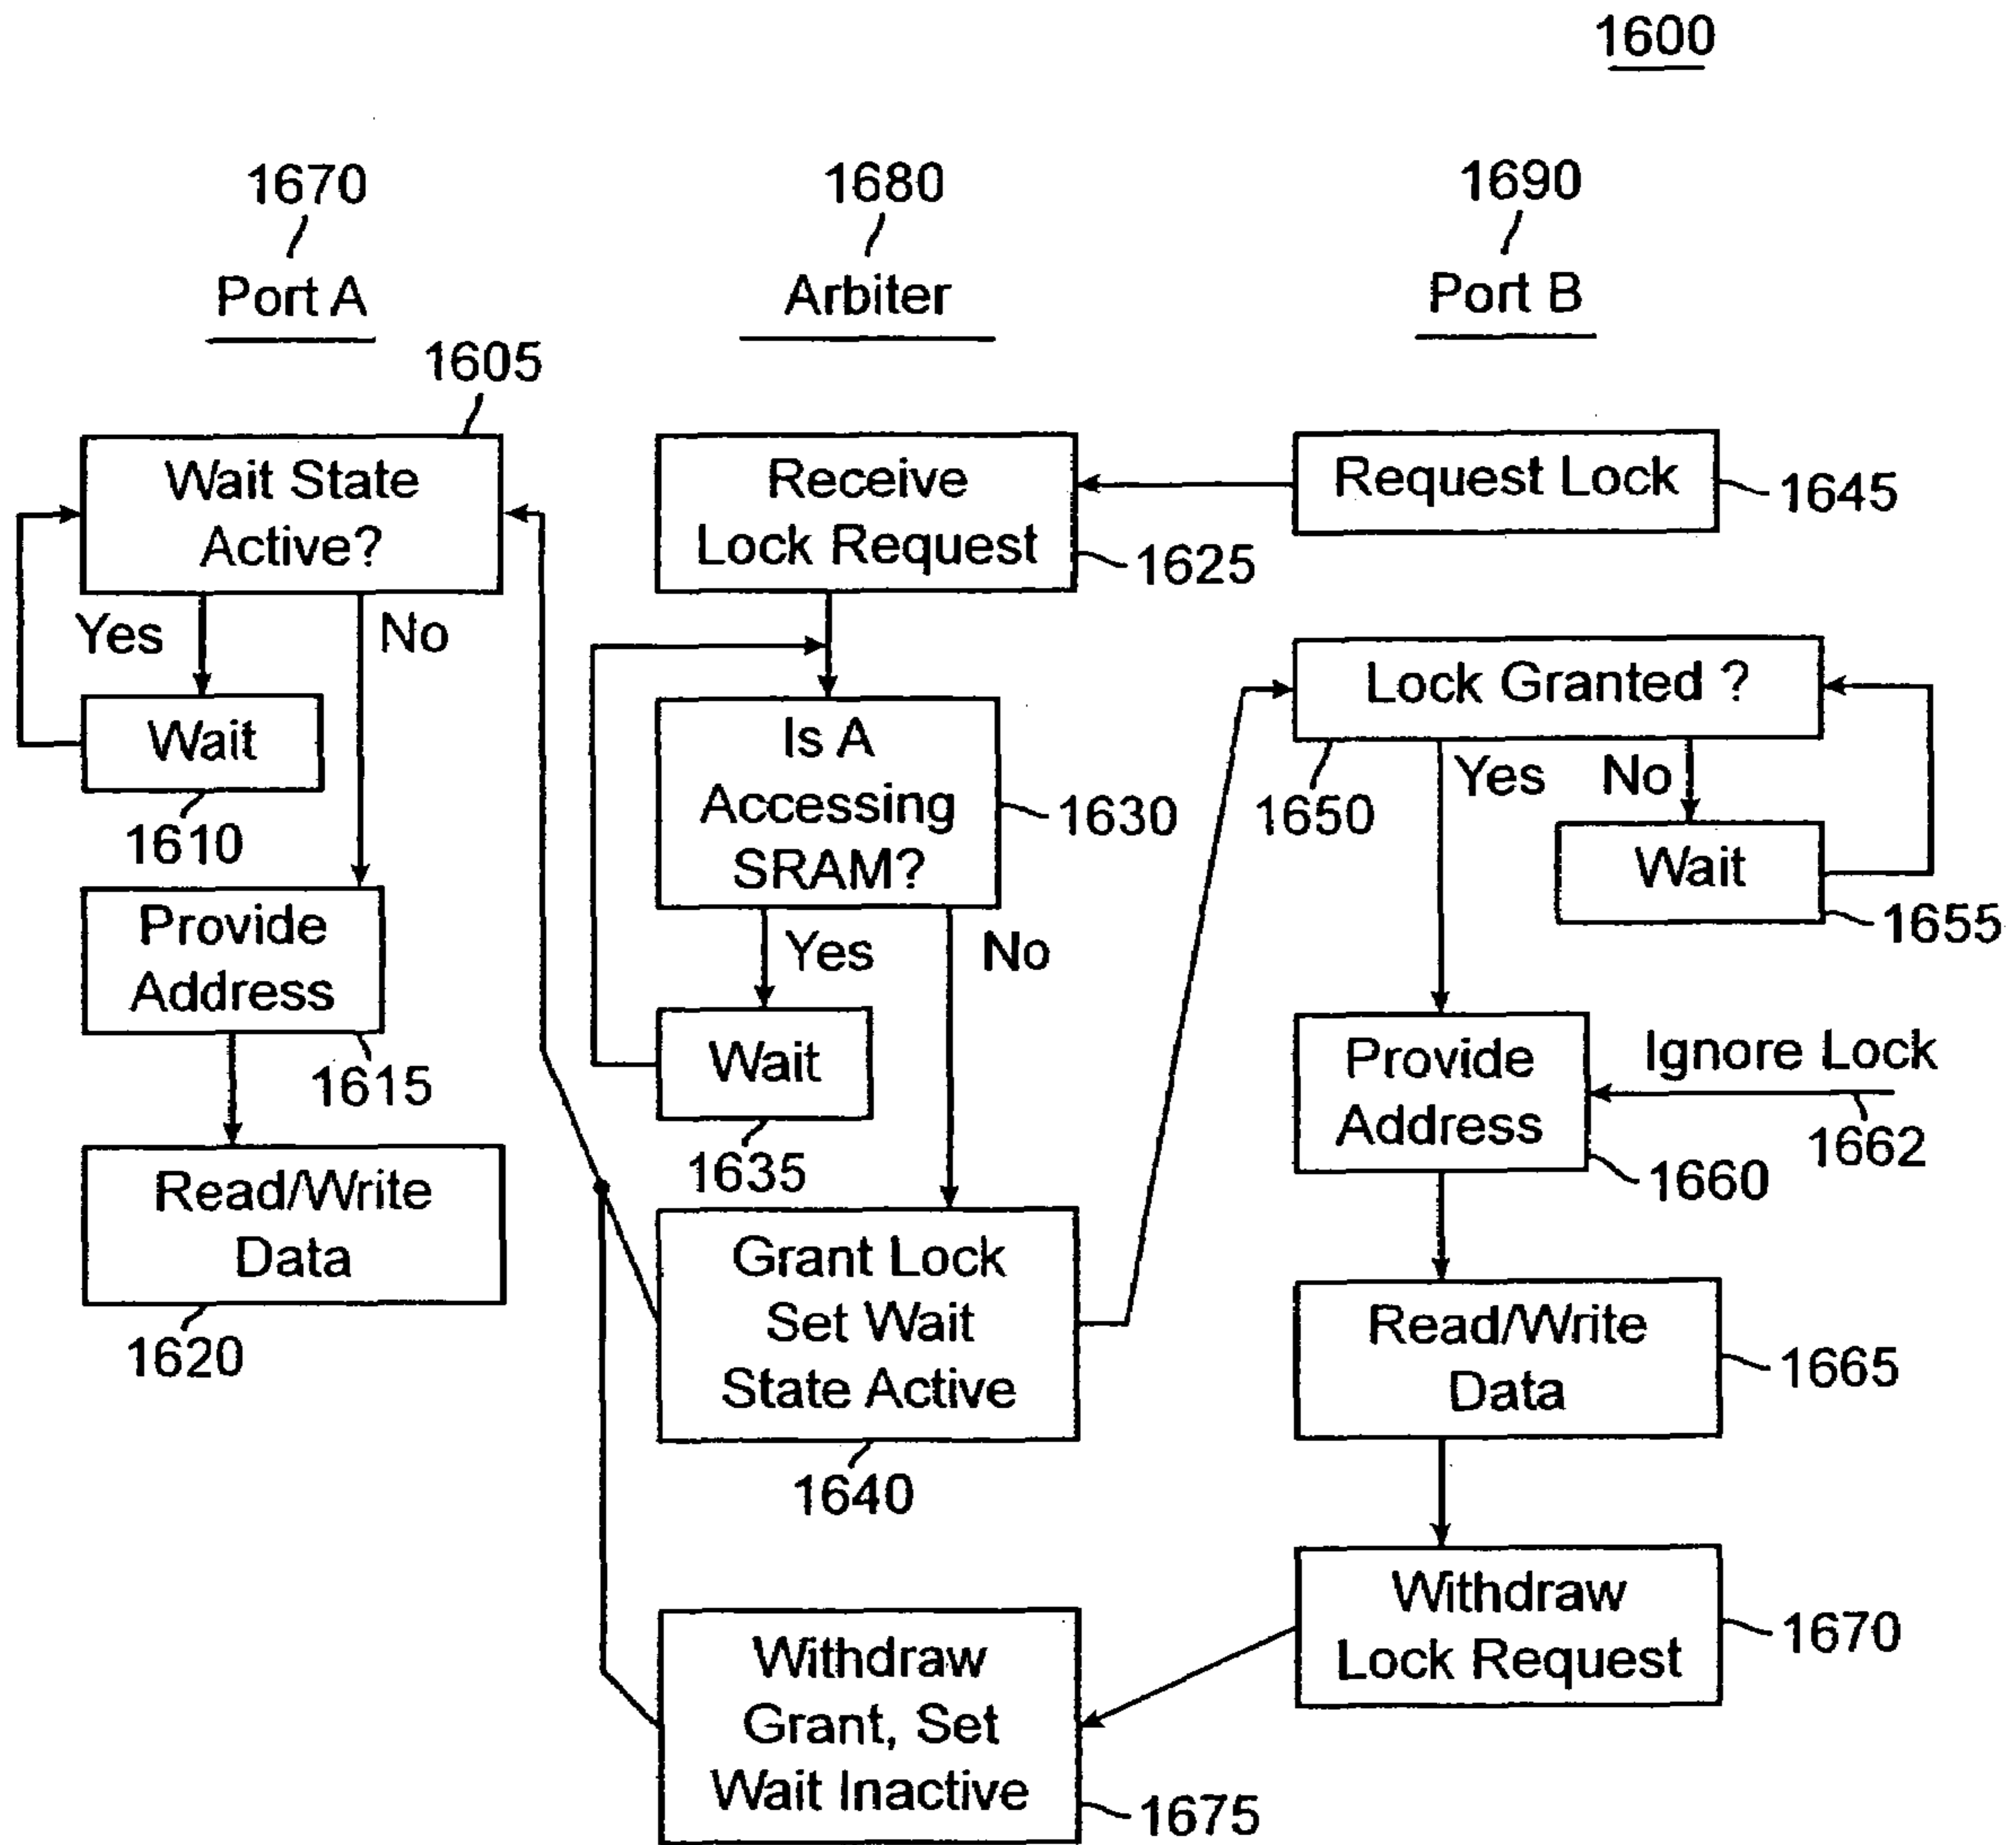 1600
1670
1680
1690
Port A
Arbiter
Port B
1605
Wait State
Active?
Yes
No
Wait
1610
Provide
Address
1615
Read/Write
Data
1620
Receive
Lock Request
1625
Is A
Accessing
SRAM?
1630
Yes
No
Wait
1635
Grant Lock
Set Wait
State Active
1640
Withdraw
Grant, Set
Wait Inactive
1675
Request Lock
1645
Lock Granted ?
1650
Yes
No
Wait
1655
Provide
Address
1660
Ignore Lock
1662
Read/Write
Data
1665
Withdraw
Lock Request
1670